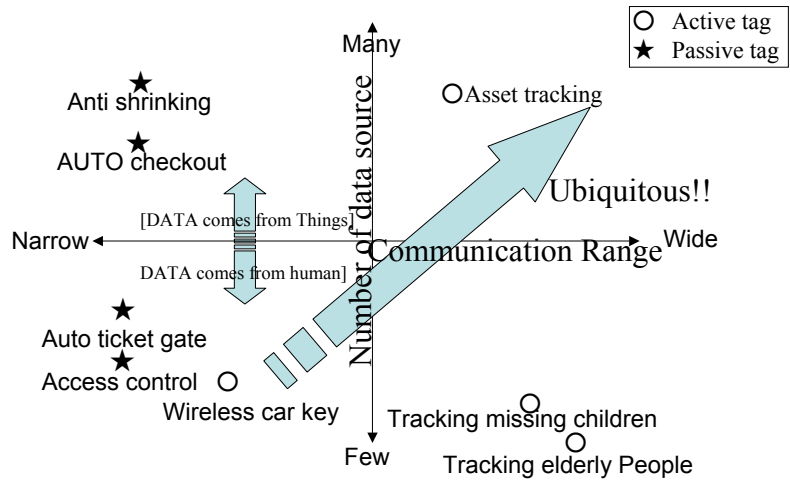 Many
Active tag
Passive tag
Anti shrinking
Asset tracking
AUTO checkout
Number of data source
Ubiquitous!!
[DATA comes from Things]
Narrow
Wide
Communication Range
DATA comes from human]
Auto ticket gate
Access control
Wireless car key
Tracking missing children
Few
Tracking elderly People